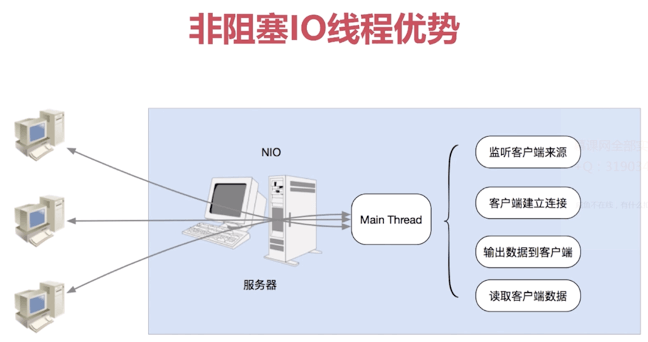 非阻塞IO线程优势
NIO
监听客户端来源
客户端建立连接
Main Thread
输出数据到客户端
服务器
读取客户端数据